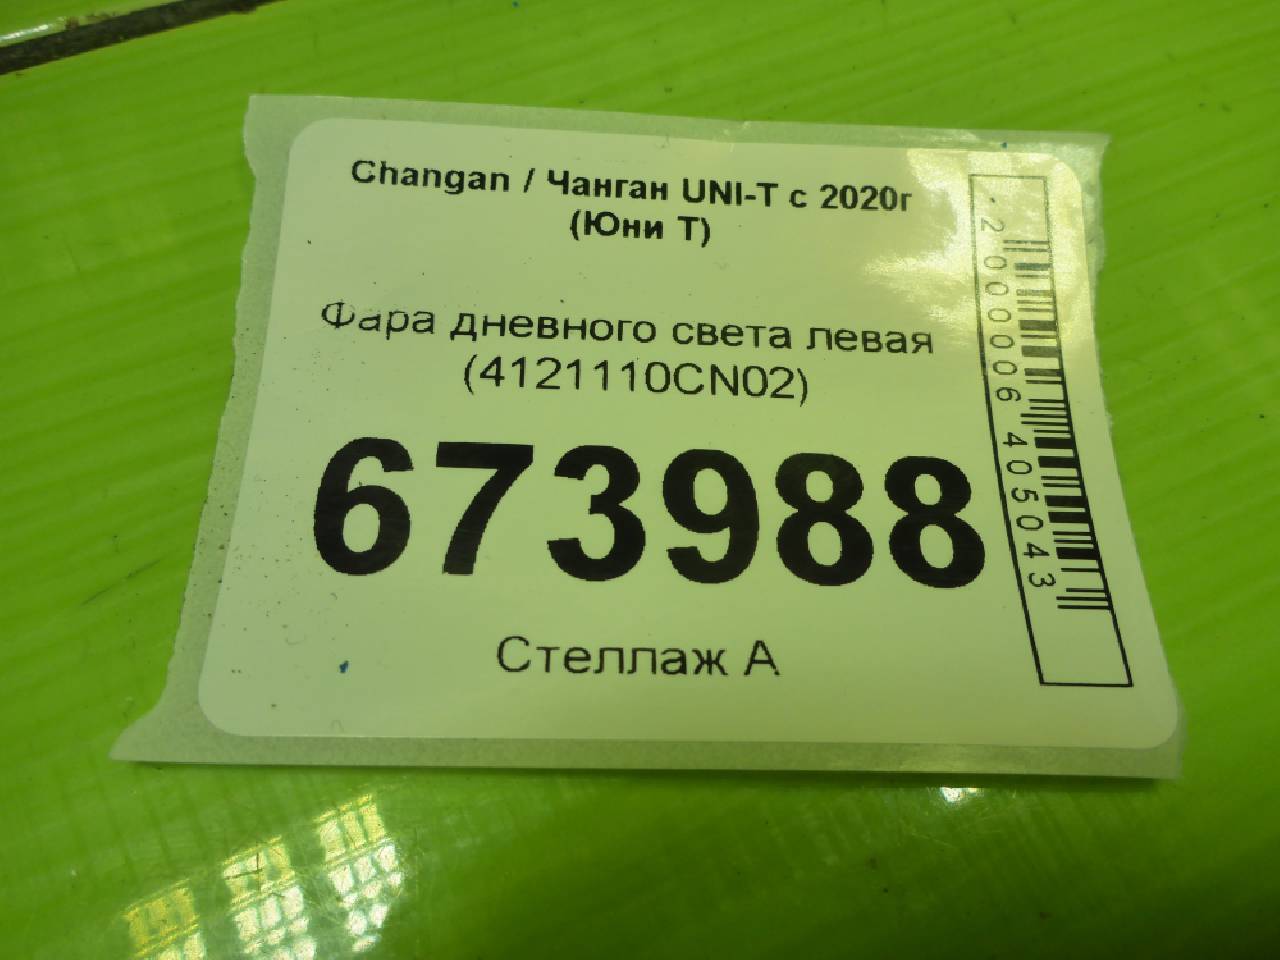 Changan / Чанган UNI-T с 2020г
(Юни Т)
Фара дневного света левая
(4121110CN02)
673988
Стеллаж А
2000006405043